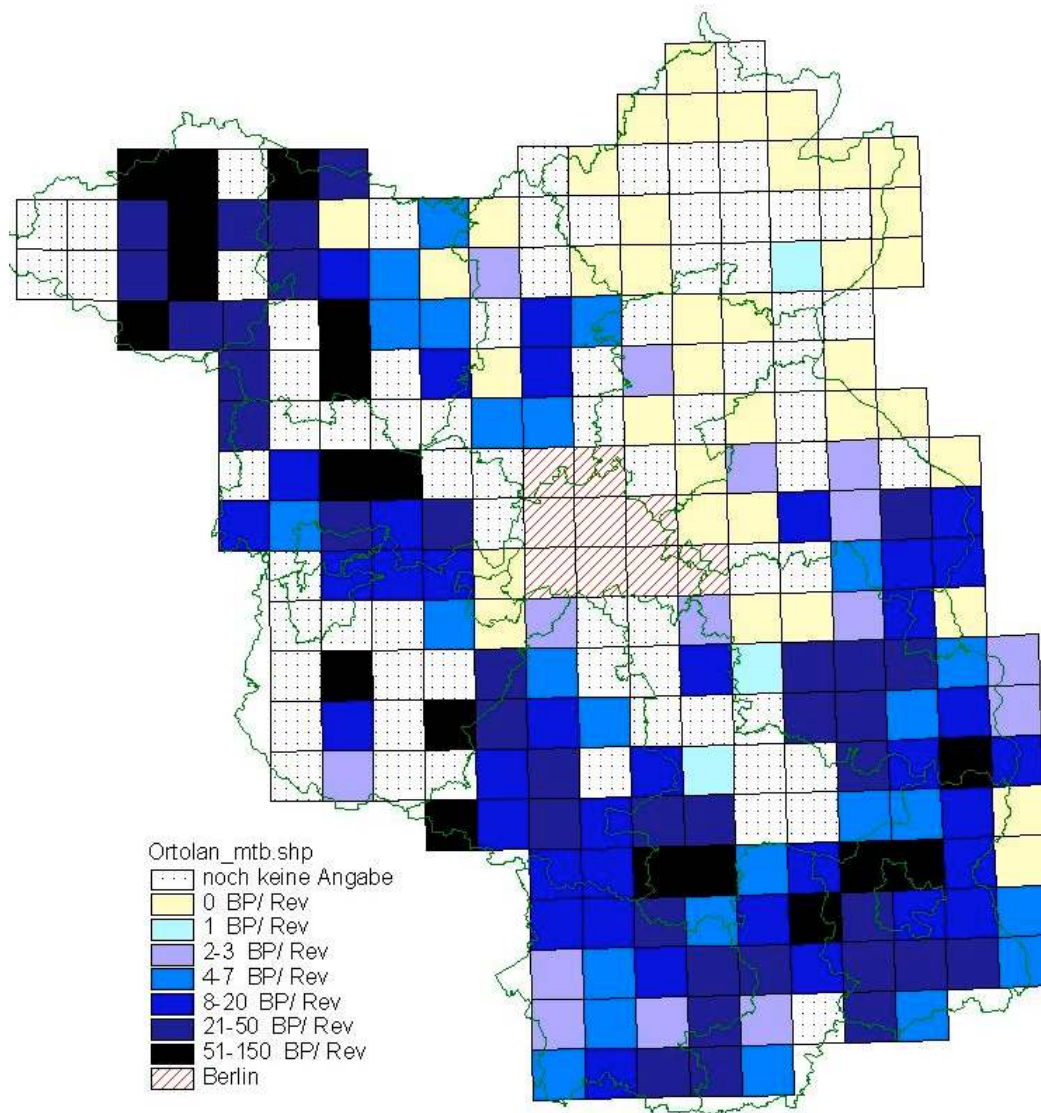 Ortolan_mtb.shp
noch keine Angabe
0 BP/ Rev
1 BP/ Rev
2-3 BP/ Rev
4-7 BP/ Rev
8-20 BP/ Rev
21-50 BP/ Rev
51-150 BP/ Rev
Berlin